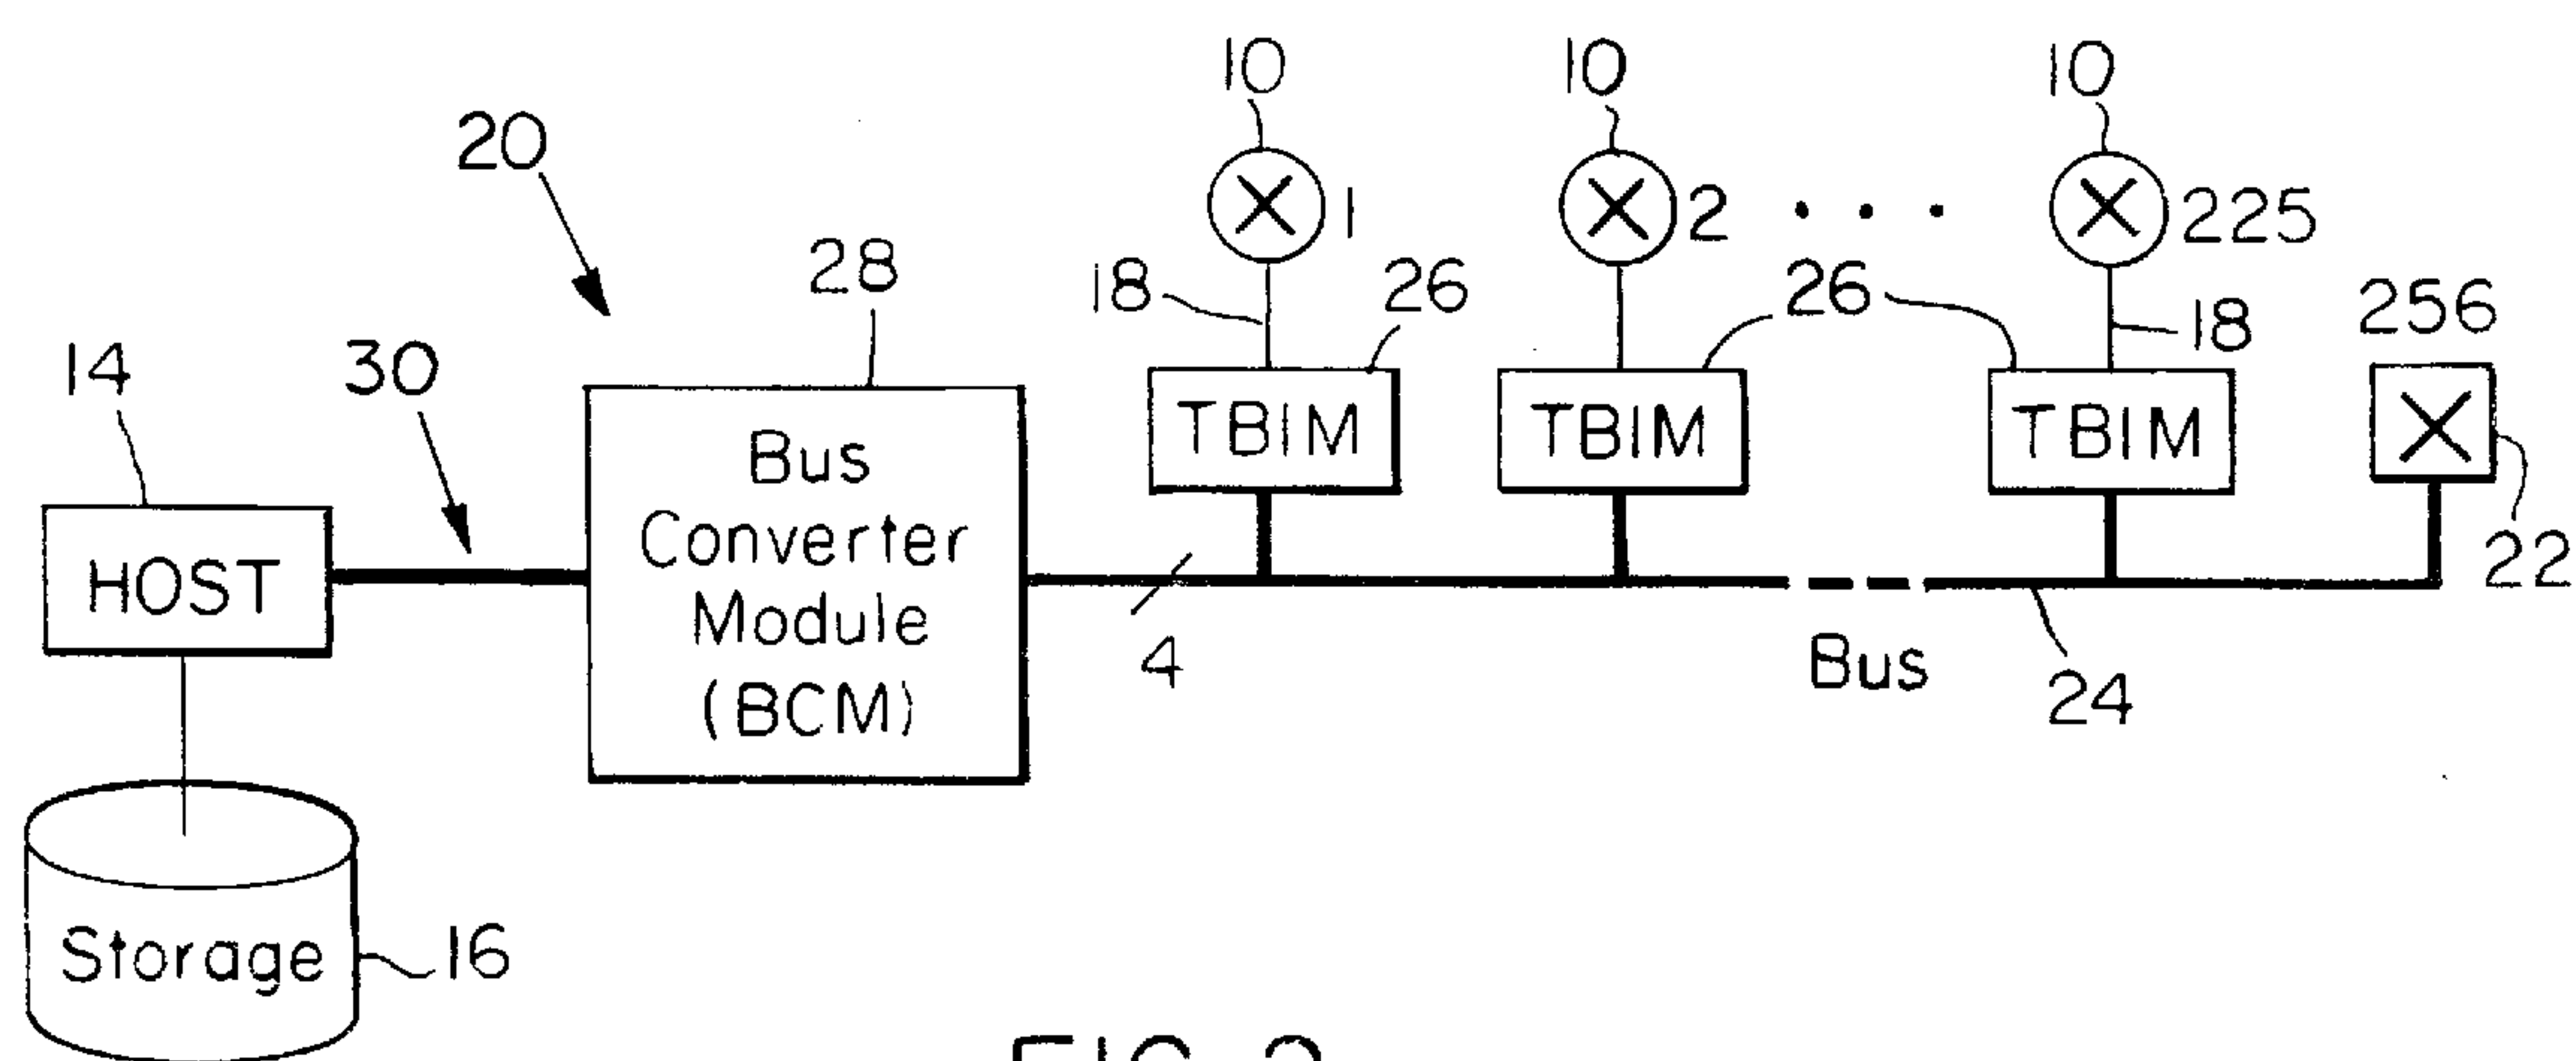 10 10 10
20
1 2 . . . 225
28
18 26 26 18 256
14 30
TBIM TBIM TBIM
Bus
Converter
Module
(BCM)
HOST
22
4
Bus 24
Storage 16